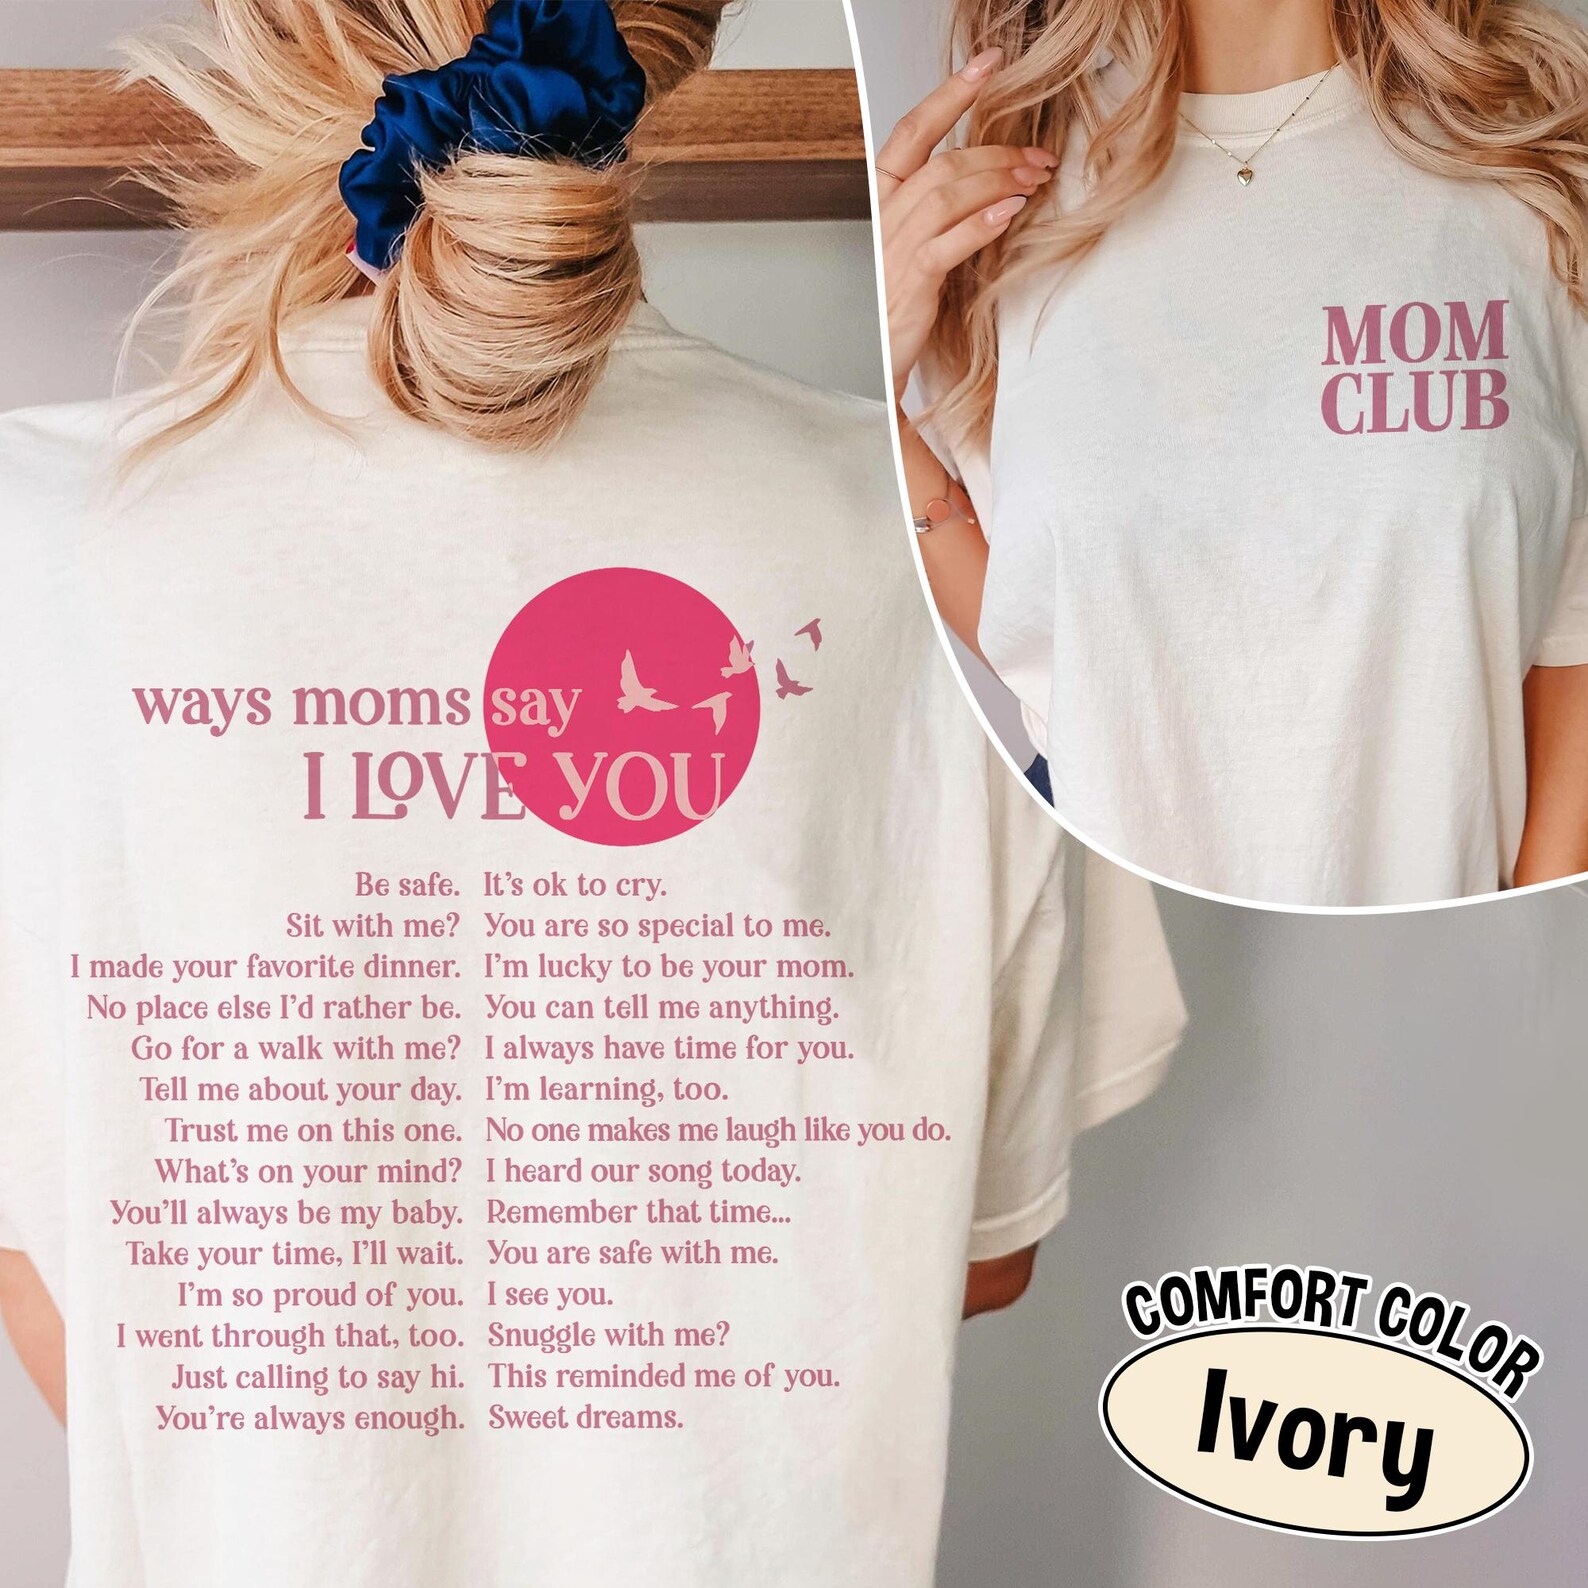 MOM
CLUB
ways moms say
I LOVE YOU
Be safe. It's ok to cry.
Sit with me? You are so special to me.
I made your favorite dinner. I'm lucky to be your mom.
No place else I'd rather be. You can tell me anything.
Go for a walk with me? I always have time for you.
Tell me about your day. I'm learning, too.
Trust me on this one. No one makes me laugh like you do.
What's on your mind? I heard our song today.
You'll always be my baby. Remember that time...
Take your time, I'll wait. You are safe with me.
I'm so proud of you. I see you.
I went through that, too. Snuggle with me?
Just calling to say hi. This reminded me of you.
You're always enough. Sweet dreams.
COMFORT COLOR
Ivory